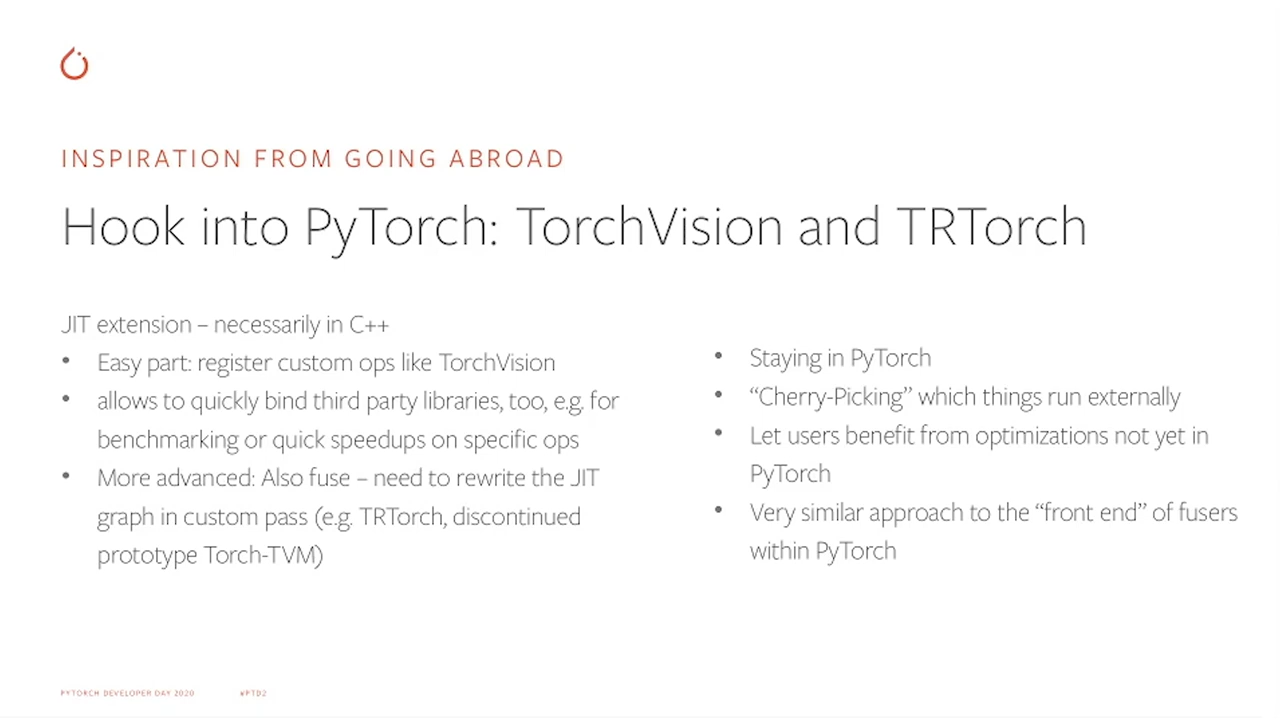 INSPIRATION FROM GOING ABROAD
Hook into PyTorch: TorchVision and TRTorch
JIT extension – necessarily in C++
• Easy part: register custom ops like TorchVision
• allows to quickly bind third party libraries, too, e.g. for
benchmarking or quick speedups on specific ops
• More advanced: Also fuse – need to rewrite the JIT
graph in custom pass (e.g. TRTorch, discontinued
prototype Torch-TVM)
• Staying in PyTorch
• “Cherry-Picking” which things run externally
• Let users benefit from optimizations not yet in
PyTorch
• Very similar approach to the “front end” of fusers
within PyTorch
PYTORCH DEVELOPER DAY 2020
#PTD2